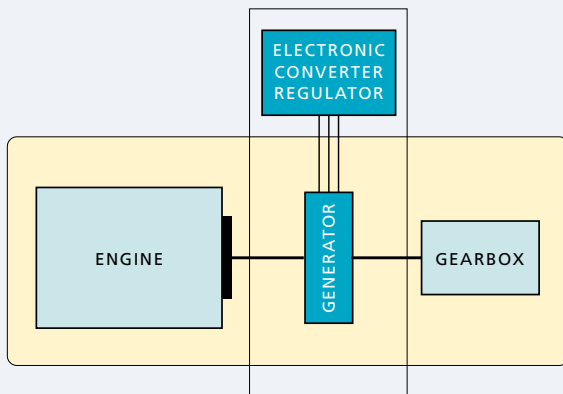 ELECTRONIC
CONVERTER
REGULATOR
ENGINE
GENERATOR
GEARBOX